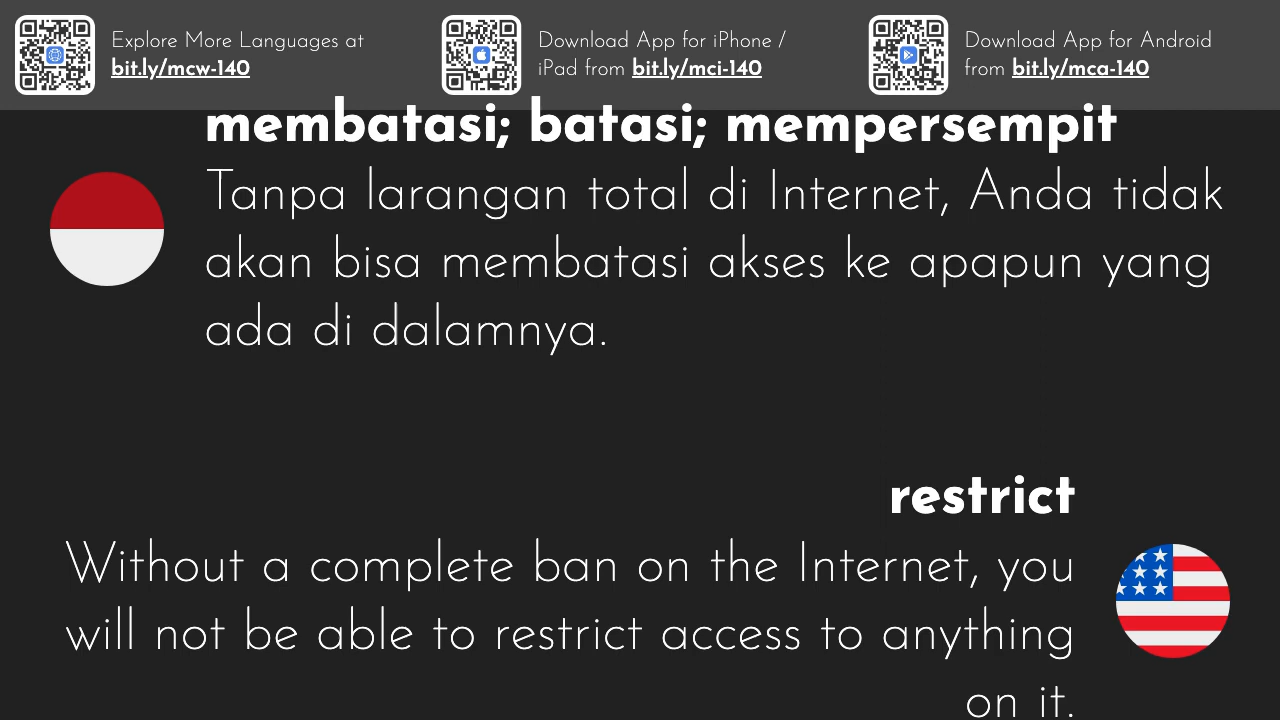 Explore More Languages at
bit.ly/mcw-140
Download App for iPhone /
iPad from bit.ly/mci-140
Download App for Android
from bit.ly/mca-140
membatasi; batasi; mempersempit
Tanpa larangan total di Internet, Anda tidak
akan bisa membatasi akses ke apapun yang
ada di dalamnya.
restrict
Without a complete ban on the Internet, you
will not be able to restrict access to anything
on it.